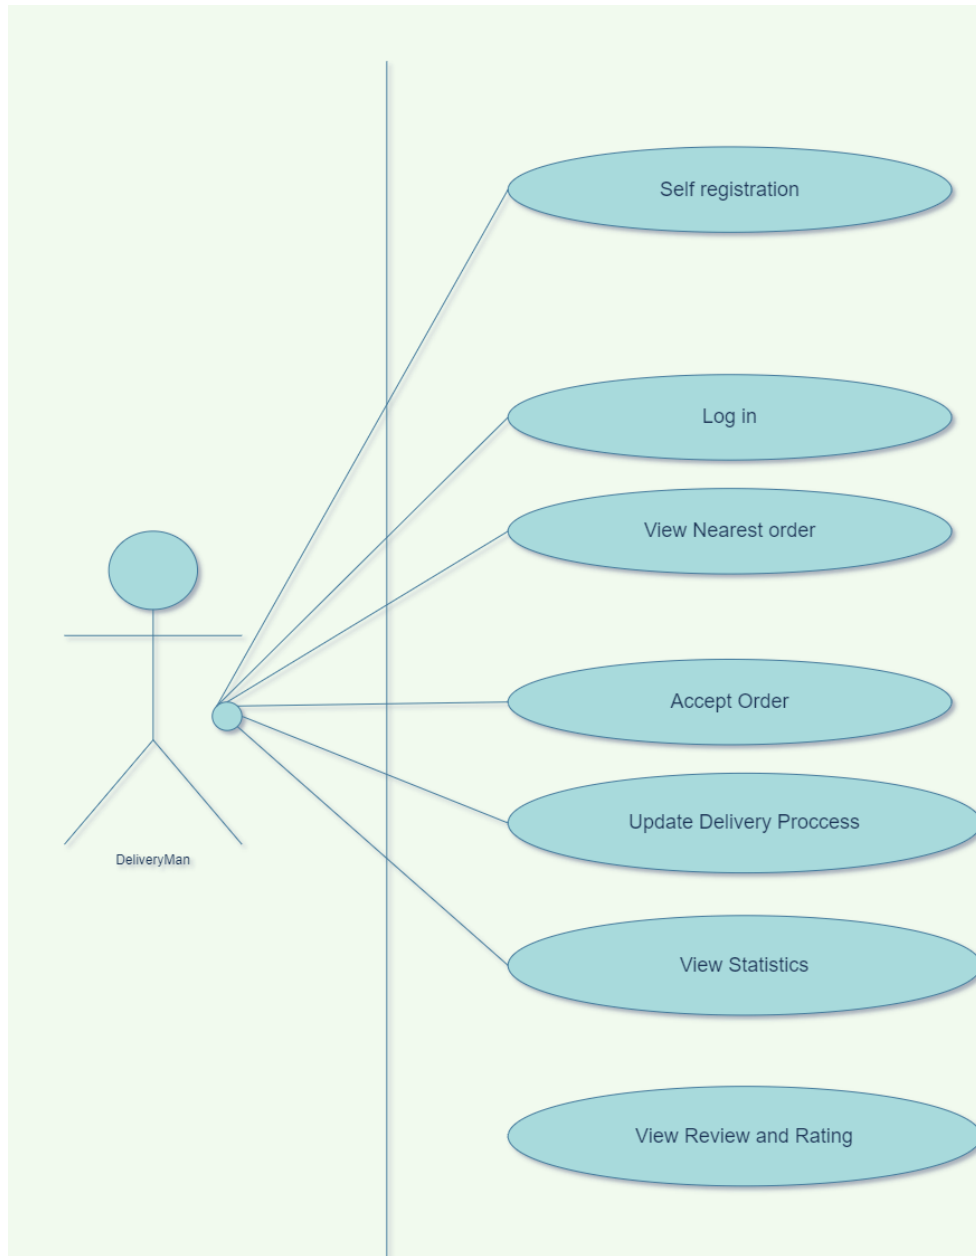 Self registration
Log in
View Nearest order
Accept Order
Update Delivery Proccess
DeliveryMan
View Statistics
View Review and Rating